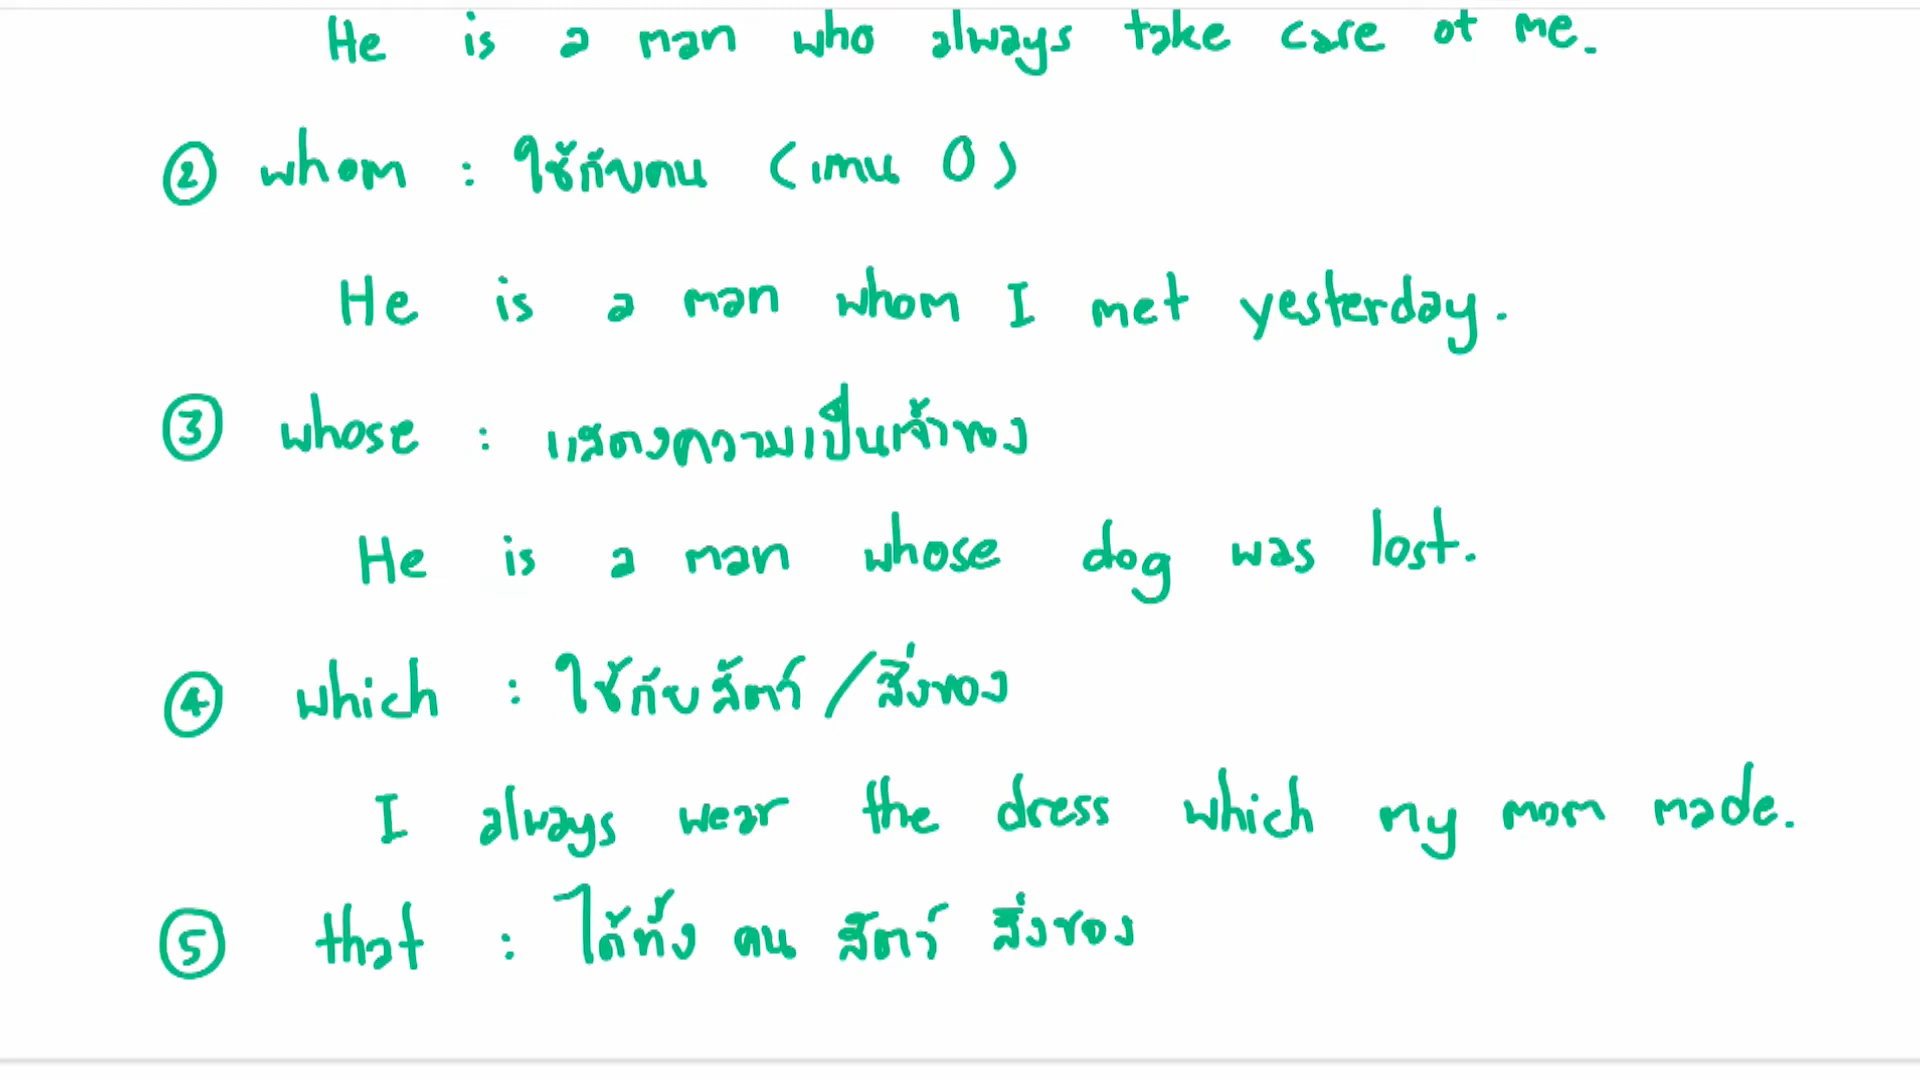 He is a man who always take care of me.
② whom : ใช้กับคน (แทน O)
He is a man whom I met yesterday.
③ whose : แสดงความเป็นเจ้าของ
He is a man whose dog was lost.
④ which : ใช้กับสัตว์ / สิ่งของ
I always wear the dress which my mom made.
⑤ that : ได้ทั้ง คน สัตว์ สิ่งของ